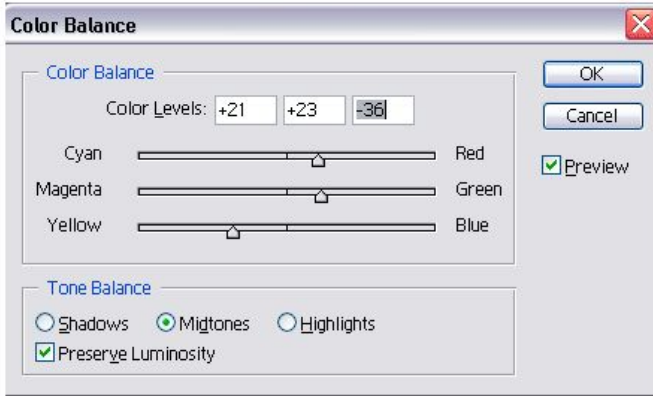 Color Balance
Color Balance
OK
Color Levels: +21 +23 -36
Cancel
Cyan Red
Preview
Magenta Green
Yellow Blue
Tone Balance
Shadows Midtones Highlights
Preserve Luminosity